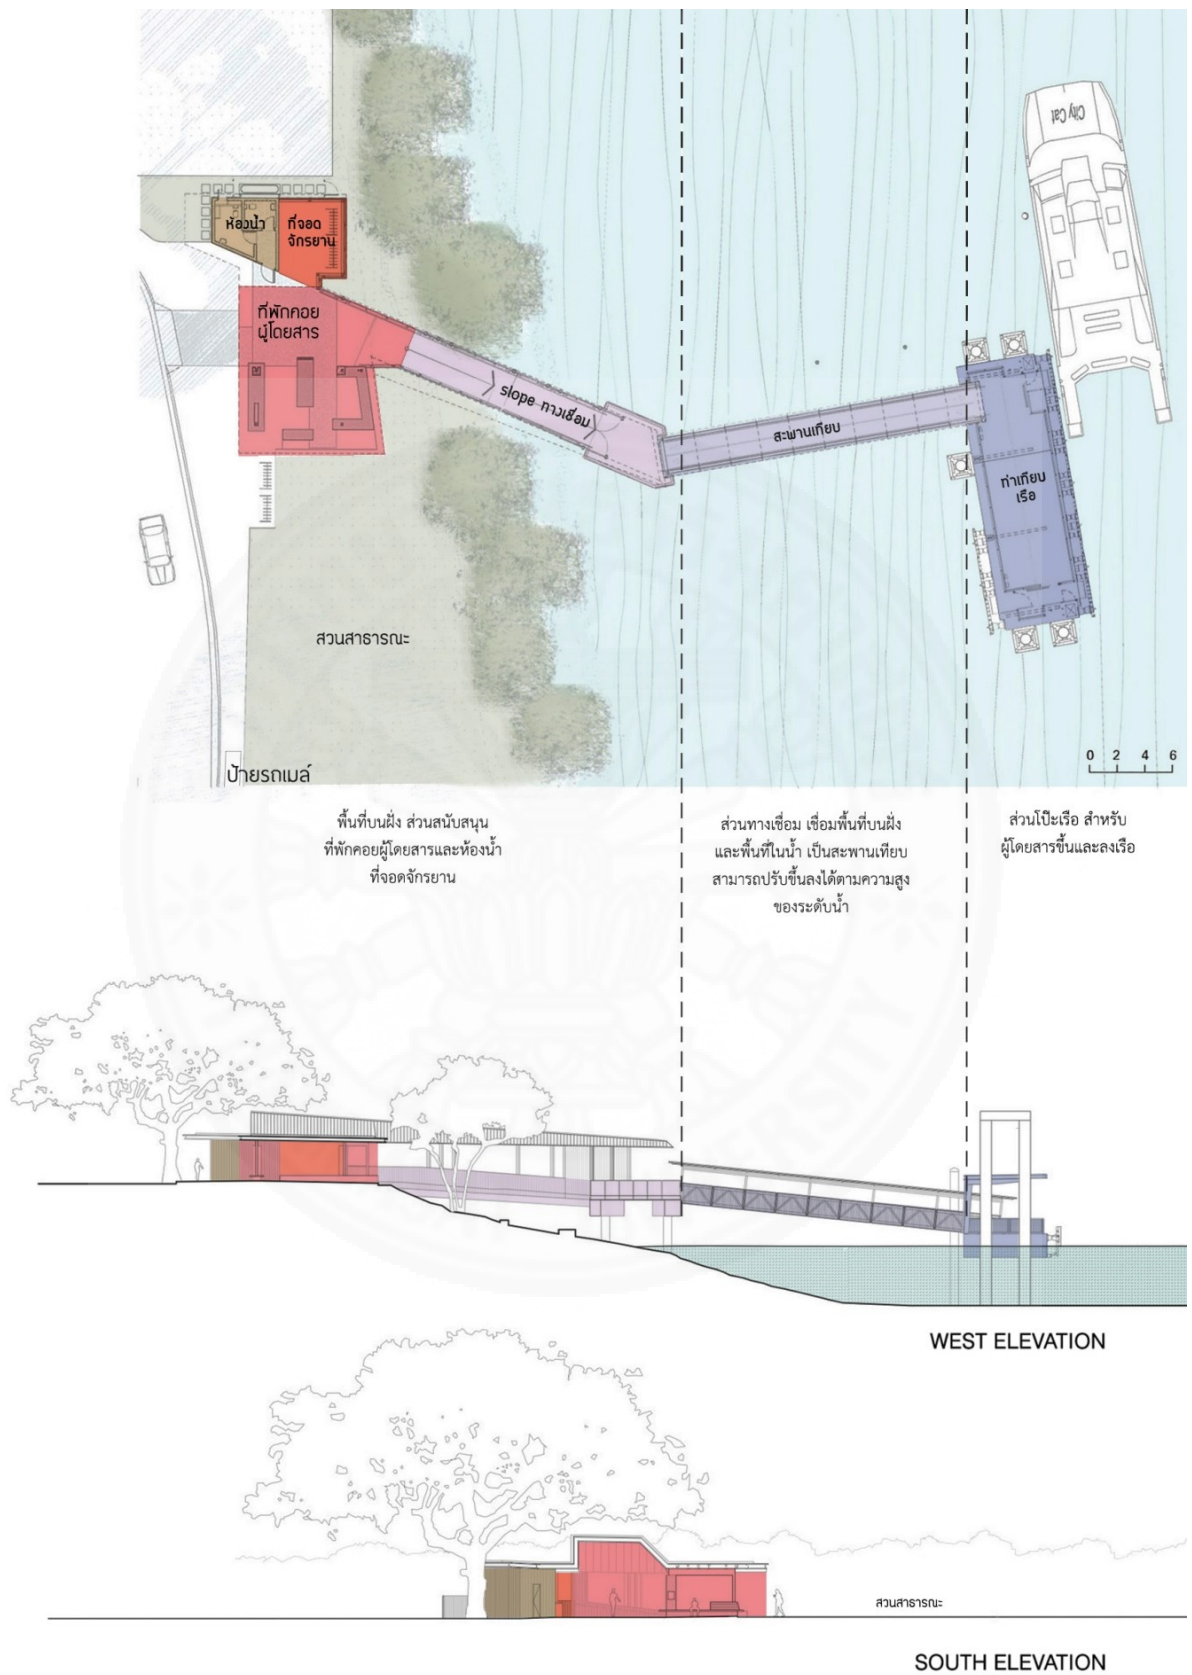 City Cat
ห้องน้ำ
ที่จอด
จักรยาน
ที่พักคอย
ผู้โดยสาร
slope ทางเชื่อม
สะพานเทียบ
ท่าเทียบ
เรือ
สวนสาธารณะ
ป้ายรถเมล์
0 2 4 6
พื้นที่บนฝั่ง ส่วนสนับสนุน
ที่พักคอยผู้โดยสารและห้องน้ำ
ที่จอดจักรยาน
ส่วนทางเชื่อม เชื่อมพื้นที่บนฝั่ง
และพื้นที่ในน้ำ เป็นสะพานเทียบ
สามารถปรับขึ้นลงได้ตามความสูง
ของระดับน้ำ
ส่วนโป๊ะเรือ สำหรับ
ผู้โดยสารขึ้นและลงเรือ
WEST ELEVATION
สวนสาธารณะ
SOUTH ELEVATION